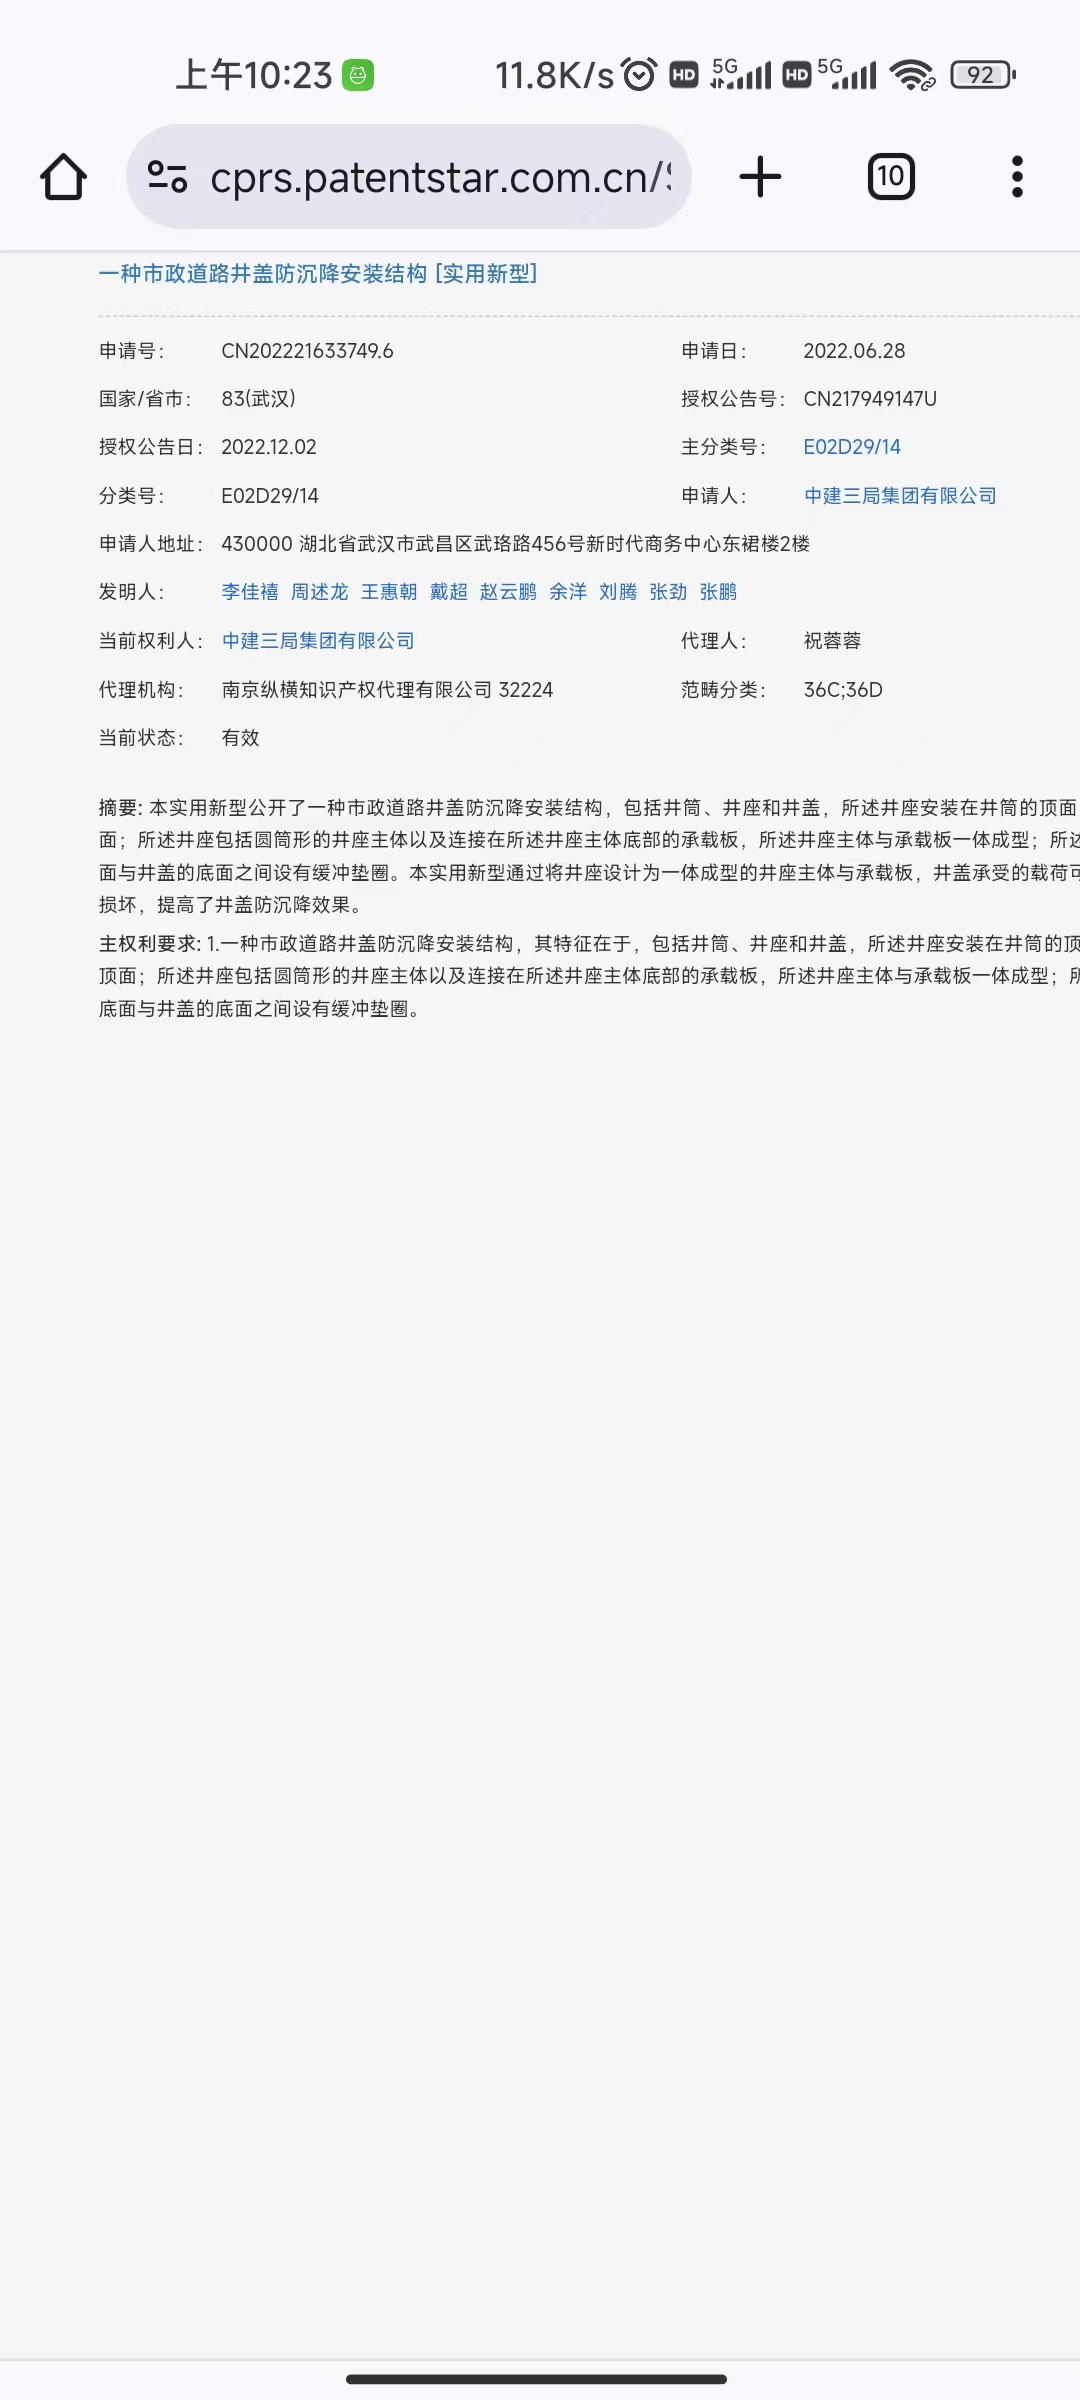 上午10:23 11.8K/s HD 5G HD 5G 92
cprs.patentstar.com.cn/ 10
一种市政道路井盖防沉降安装结构 [实用新型]
申请号： CN202221633749.6 申请日： 2022.06.28
国家/省市： 83(武汉) 授权公告号： CN217949147U
授权公告日： 2022.12.02 主分类号： E02D29/14
分类号： E02D29/14 申请人： 中建三局集团有限公司
申请人地址： 430000 湖北省武汉市武昌区武珞路456号新时代商务中心东裙楼2楼
发明人： 李佳禧 周述龙 王惠朝 戴超 赵云鹏 余洋 刘腾 张劲 张鹏
当前权利人： 中建三局集团有限公司 代理人： 祝蓉蓉
代理机构： 南京纵横知识产权代理有限公司 32224 范畴分类： 36C;36D
当前状态： 有效
摘要: 本实用新型公开了一种市政道路井盖防沉降安装结构，包括井筒、井座和井盖，所述井座安装在井筒的顶面
面；所述井座包括圆筒形的井座主体以及连接在所述井座主体底部的承载板，所述井座主体与承载板一体成型；所述
面与井盖的底面之间设有缓冲垫圈。本实用新型通过将井座设计为一体成型的井座主体与承载板，井盖承受的载荷可
损坏，提高了井盖防沉降效果。
主权利要求: 1.一种市政道路井盖防沉降安装结构，其特征在于，包括井筒、井座和井盖，所述井座安装在井筒的顶
顶面；所述井座包括圆筒形的井座主体以及连接在所述井座主体底部的承载板，所述井座主体与承载板一体成型；所
底面与井盖的底面之间设有缓冲垫圈。